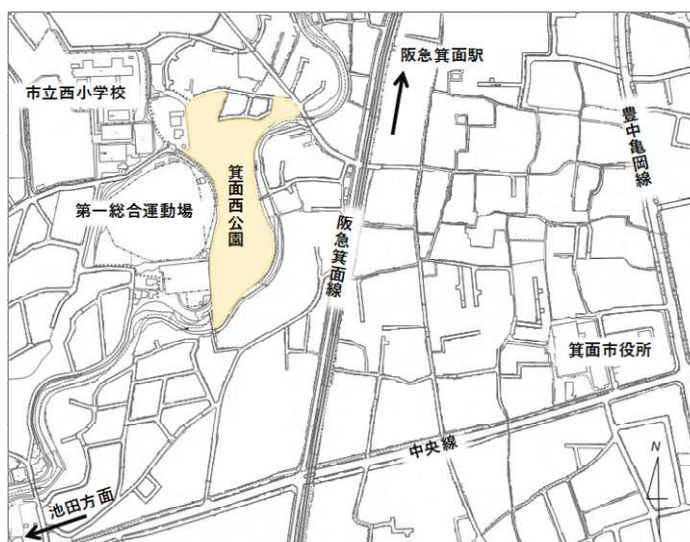 阪急箕面駅
市立西小学校
豊中亀岡線
箕面西公園
第一総合運動場
阪急箕面線
箕面市役所
中央線
N
池田方面